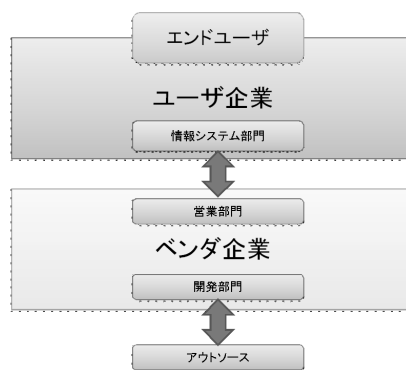 エンドユーザ
ユーザ企業
情報システム部門
営業部門
ベンダ企業
開発部門
アウトソース